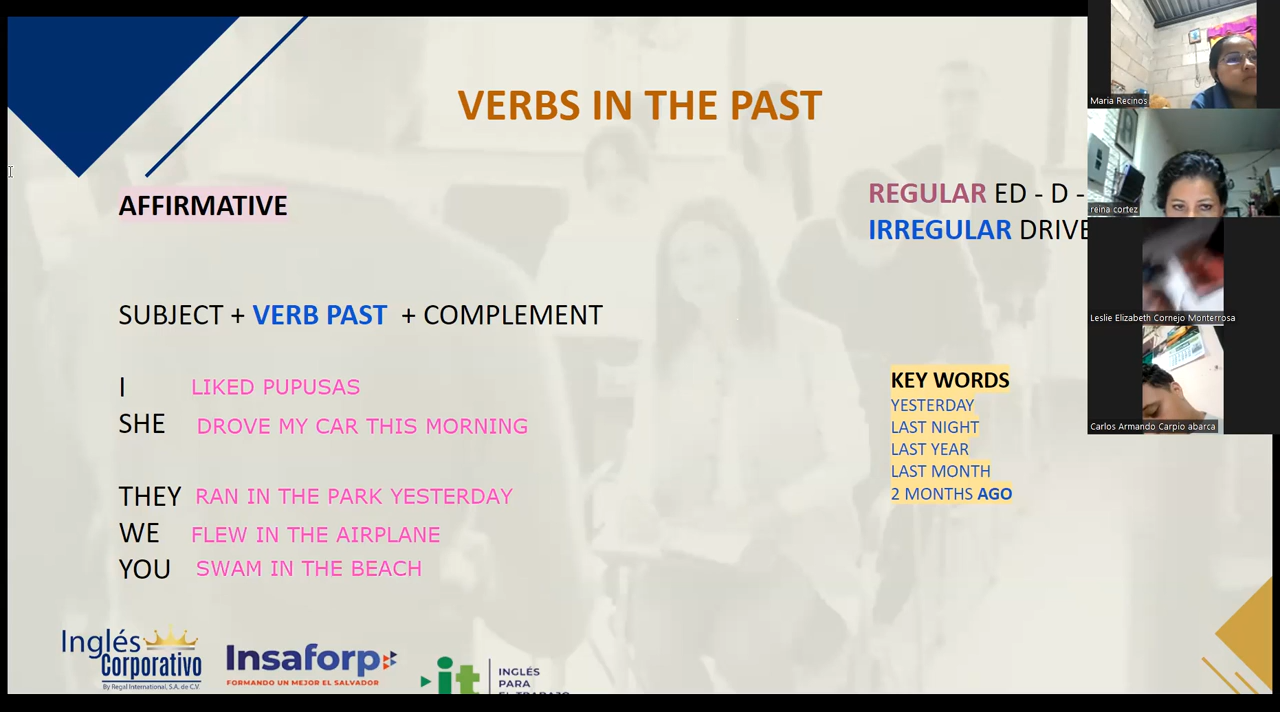 VERBS IN THE PAST
AFFIRMATIVE
REGULAR ED - D -
IRREGULAR DRIVE
SUBJECT + VERB PAST + COMPLEMENT
I LIKED PUPUSAS
SHE DROVE MY CAR THIS MORNING
THEY RAN IN THE PARK YESTERDAY
WE FLEW IN THE AIRPLANE
YOU SWAM IN THE BEACH
KEY WORDS
YESTERDAY
LAST NIGHT
LAST YEAR
LAST MONTH
2 MONTHS AGO
Inglés
Corporativo
By Regal International, S.A. de C.V.
Insaforp
FORMANDO UN MEJOR EL SALVADOR
it
INGLÉS
PARA
EL TRABAJO
Maria Recinos
reina cortez
Leslie Elizabeth Cornejo Monterrosa
Carlos Armando Carpio abarca